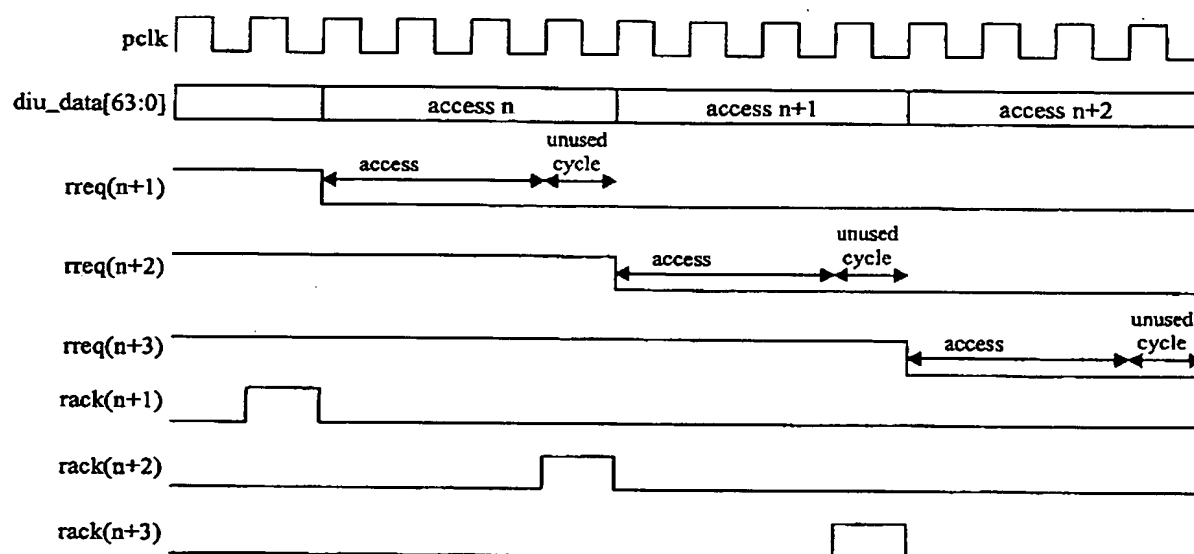 pclk
diu_data[63:0] access n access n+1 access n+2
unused
cycle
access
rreq(n+1)
unused
cycle
access
rreq(n+2)
unused
cycle
access
rreq(n+3)
rack(n+1)
rack(n+2)
rack(n+3)